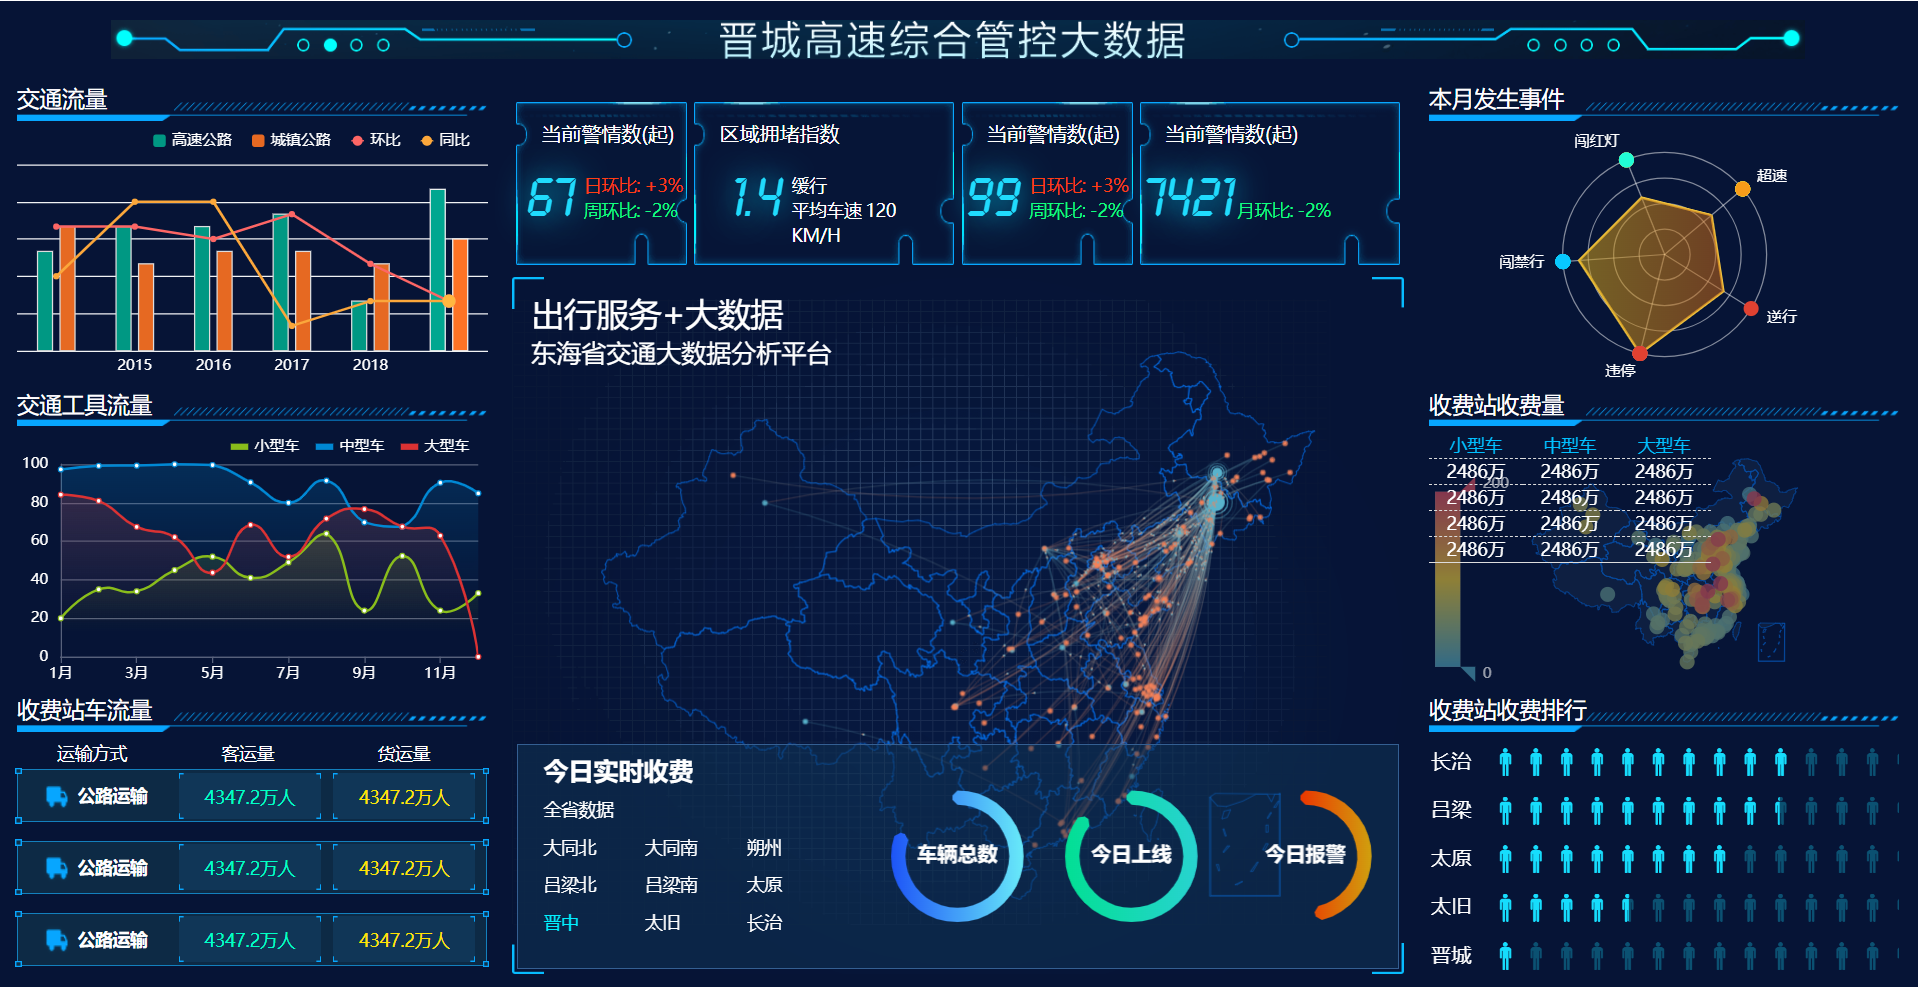 晋城高速综合管控大数据
交通流量
高速公路 城镇公路 环比 同比
2015 2016 2017 2018
交通工具流量
小型车 中型车 大型车
100
80
60
40
20
0
1月 3月 5月 7月 9月 11月
收费站车流量
运输方式 客运量 货运量
公路运输 4347.2万人 4347.2万人
公路运输 4347.2万人 4347.2万人
公路运输 4347.2万人 4347.2万人
当前警情数(起)
67
日环比: +3%
周环比: -2%
区域拥堵指数
1.4
缓行
平均车速 120
KM/H
当前警情数(起)
99
日环比: +3%
周环比: -2%
当前警情数(起)
7421
月环比: -2%
出行服务+大数据
东海省交通大数据分析平台
今日实时收费
全省数据
大同北 大同南 朔州
吕梁北 吕梁南 太原
晋中 太旧 长治
车辆总数
今日上线
今日报警
本月发生事件
闯红灯
超速
闯禁行
逆行
违停
收费站收费量
小型车 中型车 大型车
2486万 2486万 2486万
200
2486万 2486万 2486万
2486万 2486万 2486万
2486万 2486万 2486万
0
收费站收费排行
长治
吕梁
太原
太旧
晋城